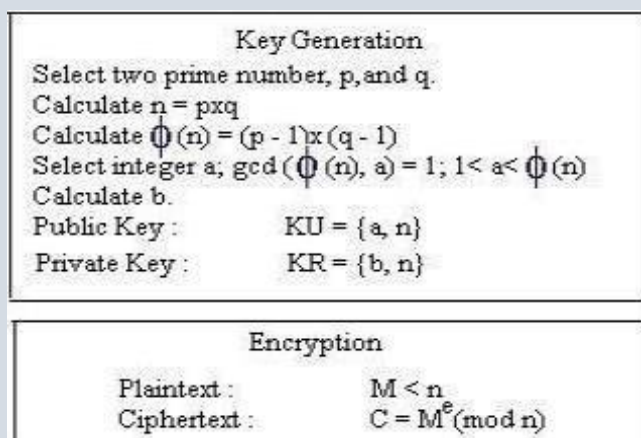 Key Generation
Select two prime number, p,and q.
Calculate n = pxq
Calculate ϕ(n) = (p - 1)x(q - 1)
Select integer a; gcd(ϕ(n), a) = 1; 1< a< ϕ(n)
Calculate b.
Public Key : KU = {a, n}
Private Key : KR = {b, n}
Encryption
Plaintext : M < n
Ciphertext : C = M^e(mod n)